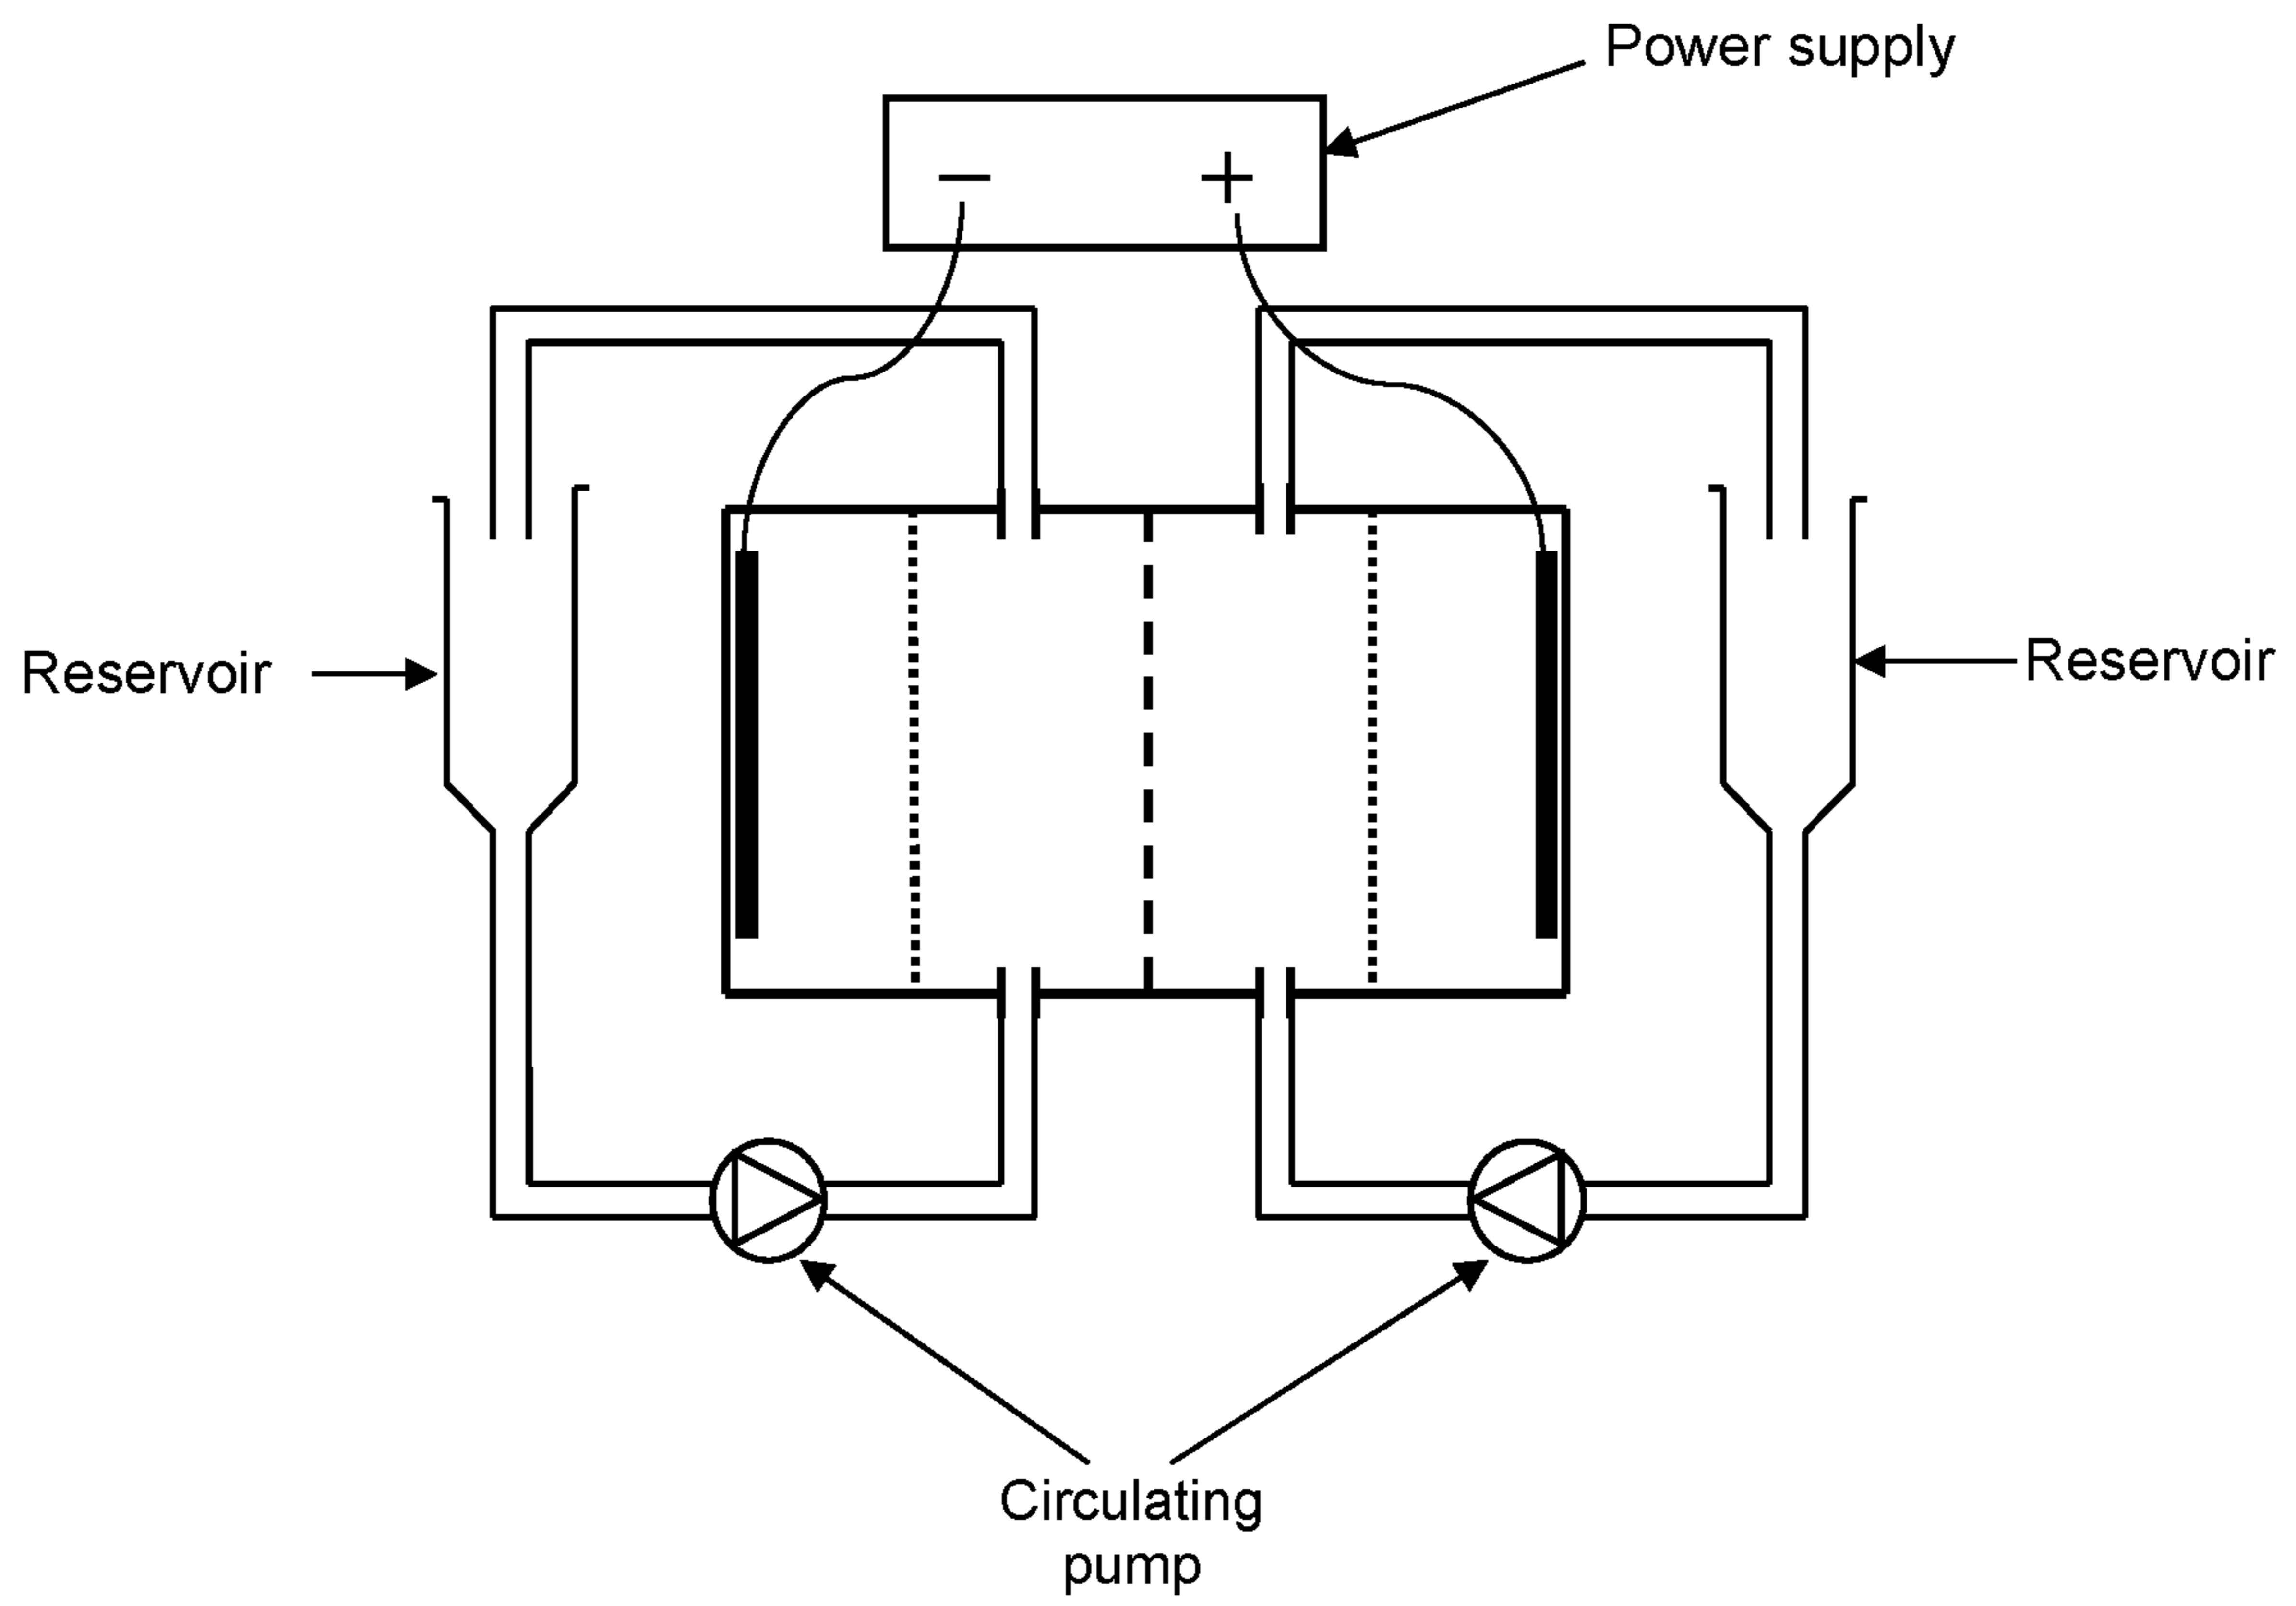 Power supply
− +
Reservoir
Reservoir
Circulating
pump